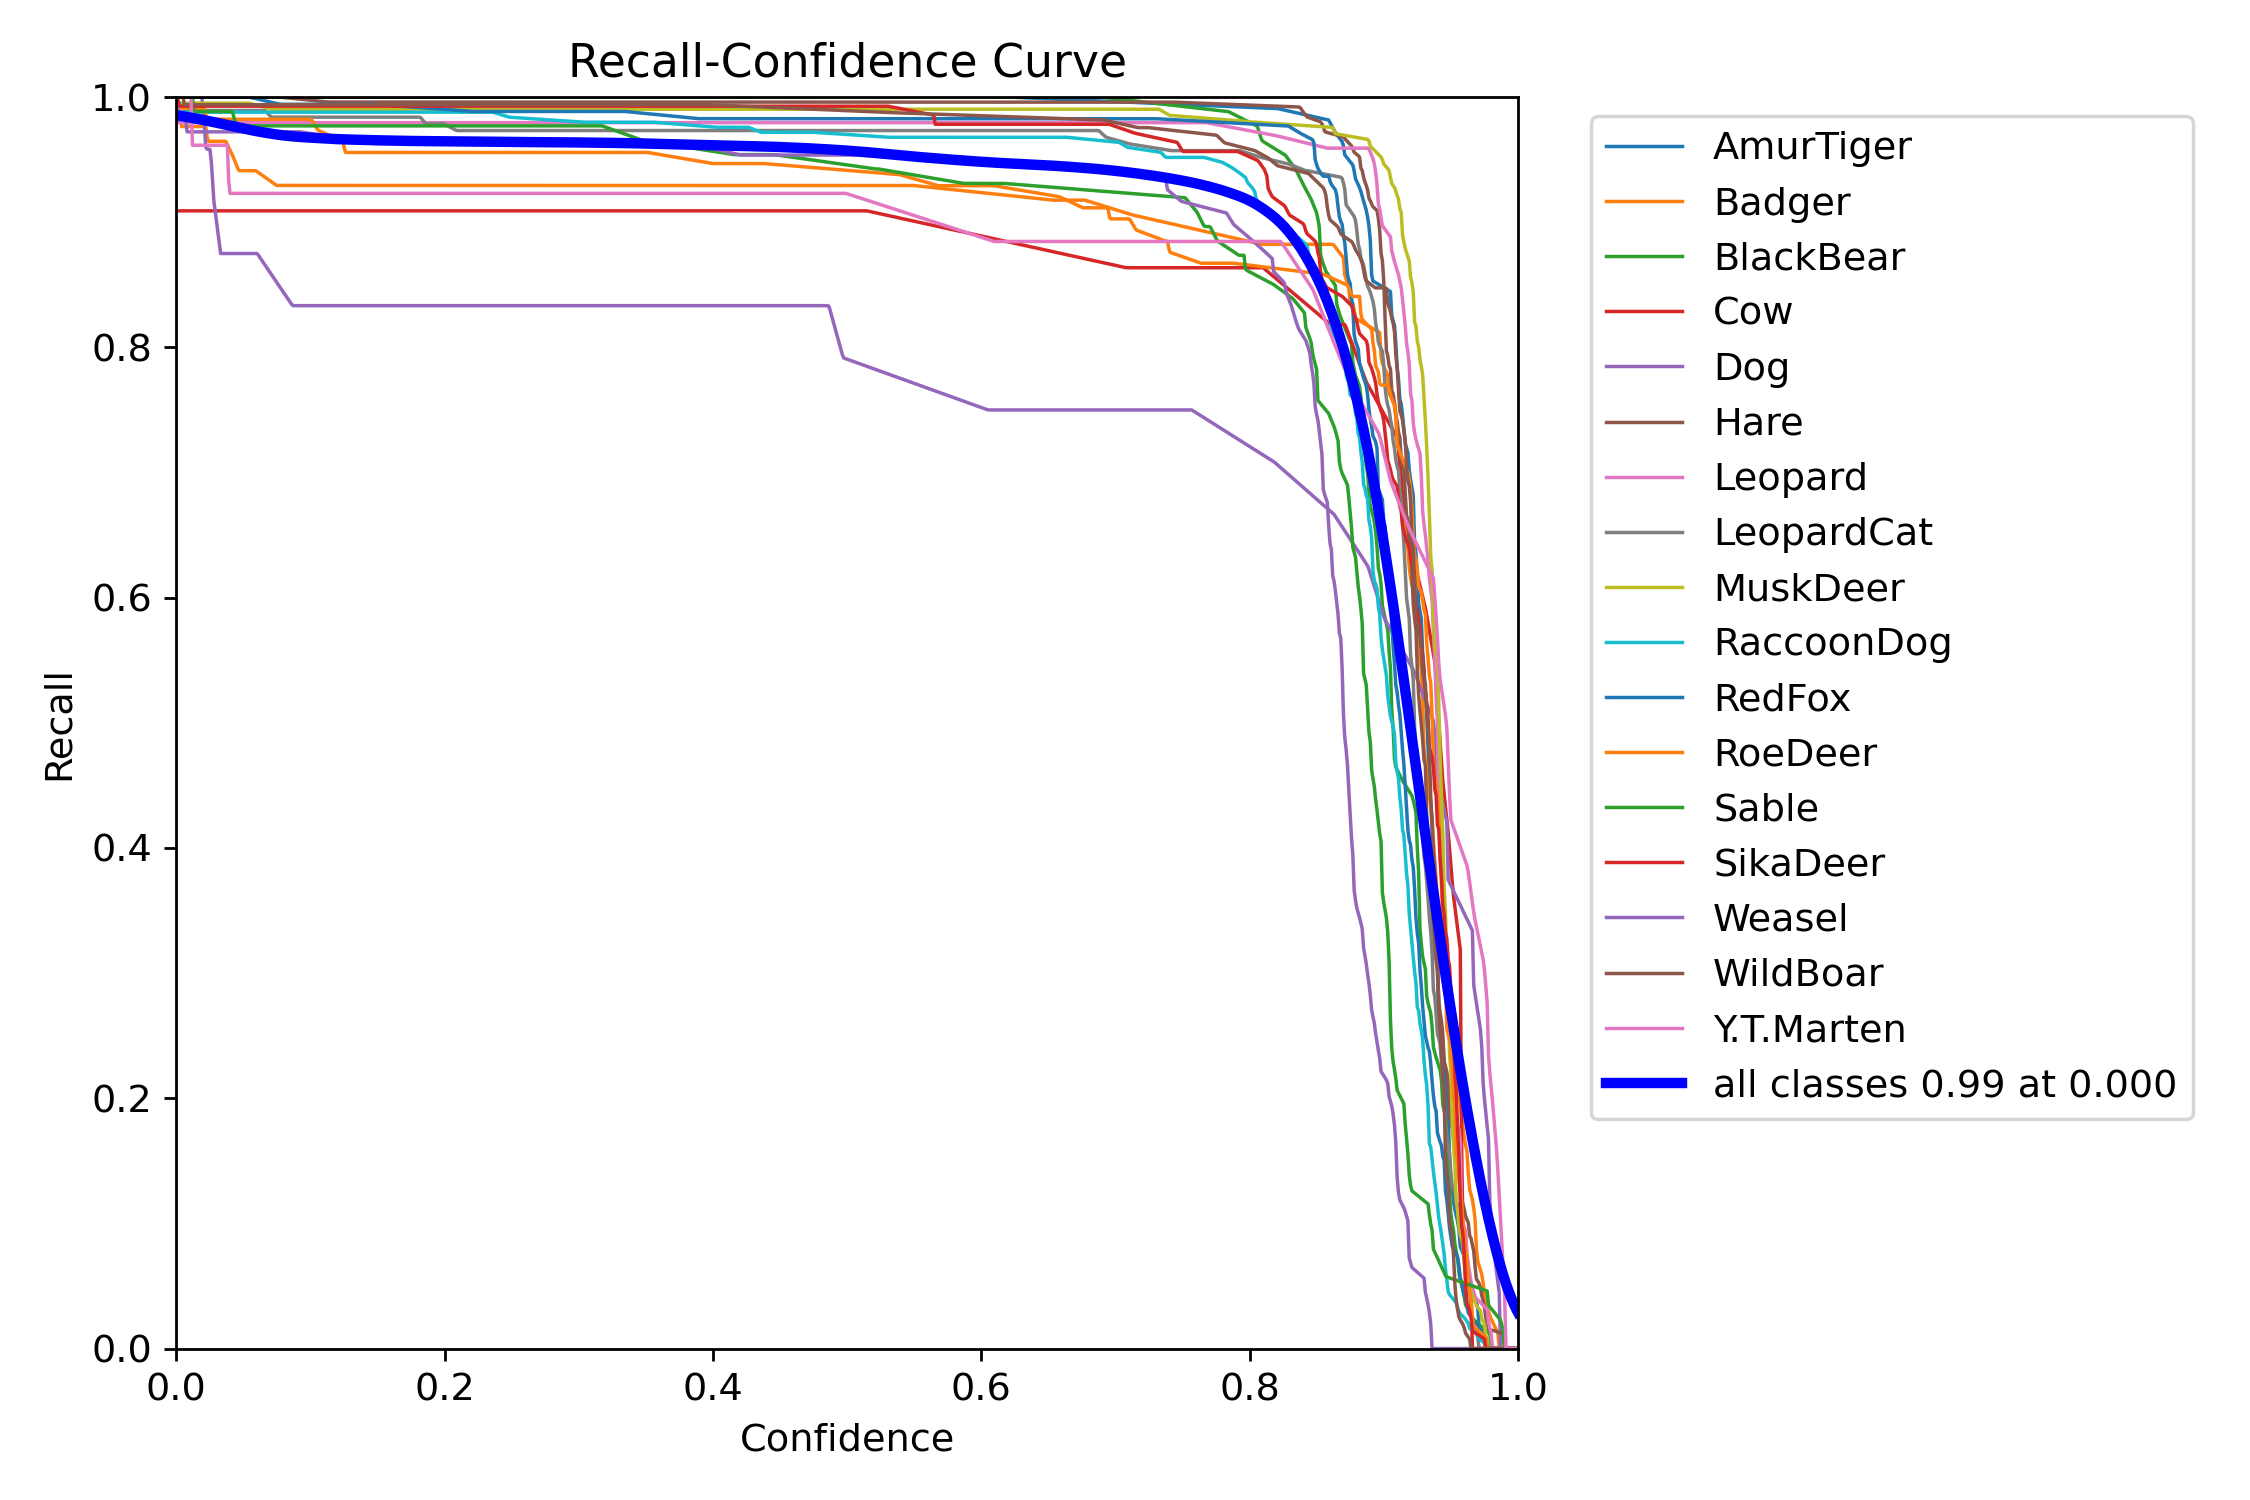 Recall-Confidence Curve
1.0
0.8
0.6
0.4
0.2
0.0
Recall
0.0 0.2 0.4 0.6 0.8 1.0
Confidence
AmurTiger
Badger
BlackBear
Cow
Dog
Hare
Leopard
LeopardCat
MuskDeer
RaccoonDog
RedFox
RoeDeer
Sable
SikaDeer
Weasel
WildBoar
Y.T.Marten
all classes 0.99 at 0.000